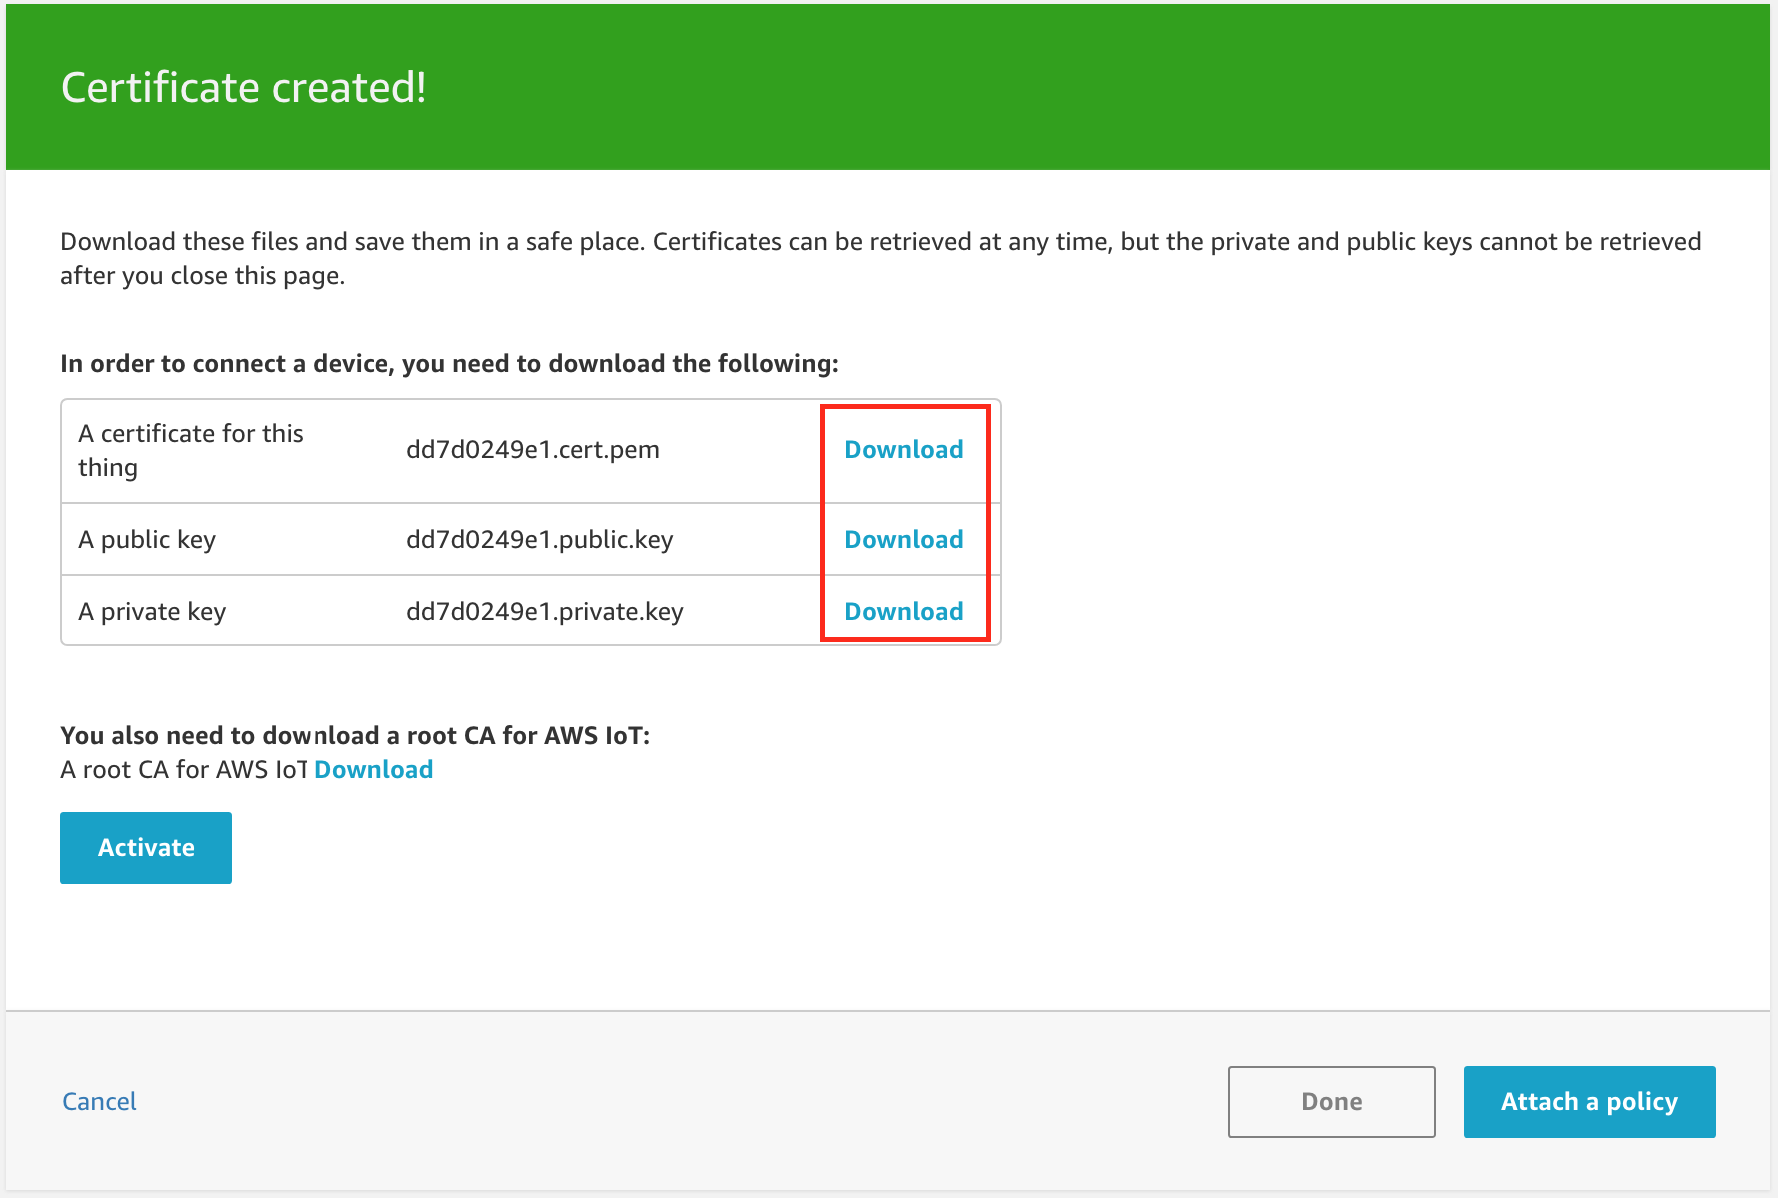 Certificate created!
Download these files and save them in a safe place. Certificates can be retrieved at any time, but the private and public keys cannot be retrieved
after you close this page.
In order to connect a device, you need to download the following:
A certificate for this
thing
dd7d0249e1.cert.pem
Download
A public key
dd7d0249e1.public.key
Download
A private key
dd7d0249e1.private.key
Download
You also need to download a root CA for AWS IoT:
A root CA for AWS IoT Download
Activate
Cancel
Done
Attach a policy